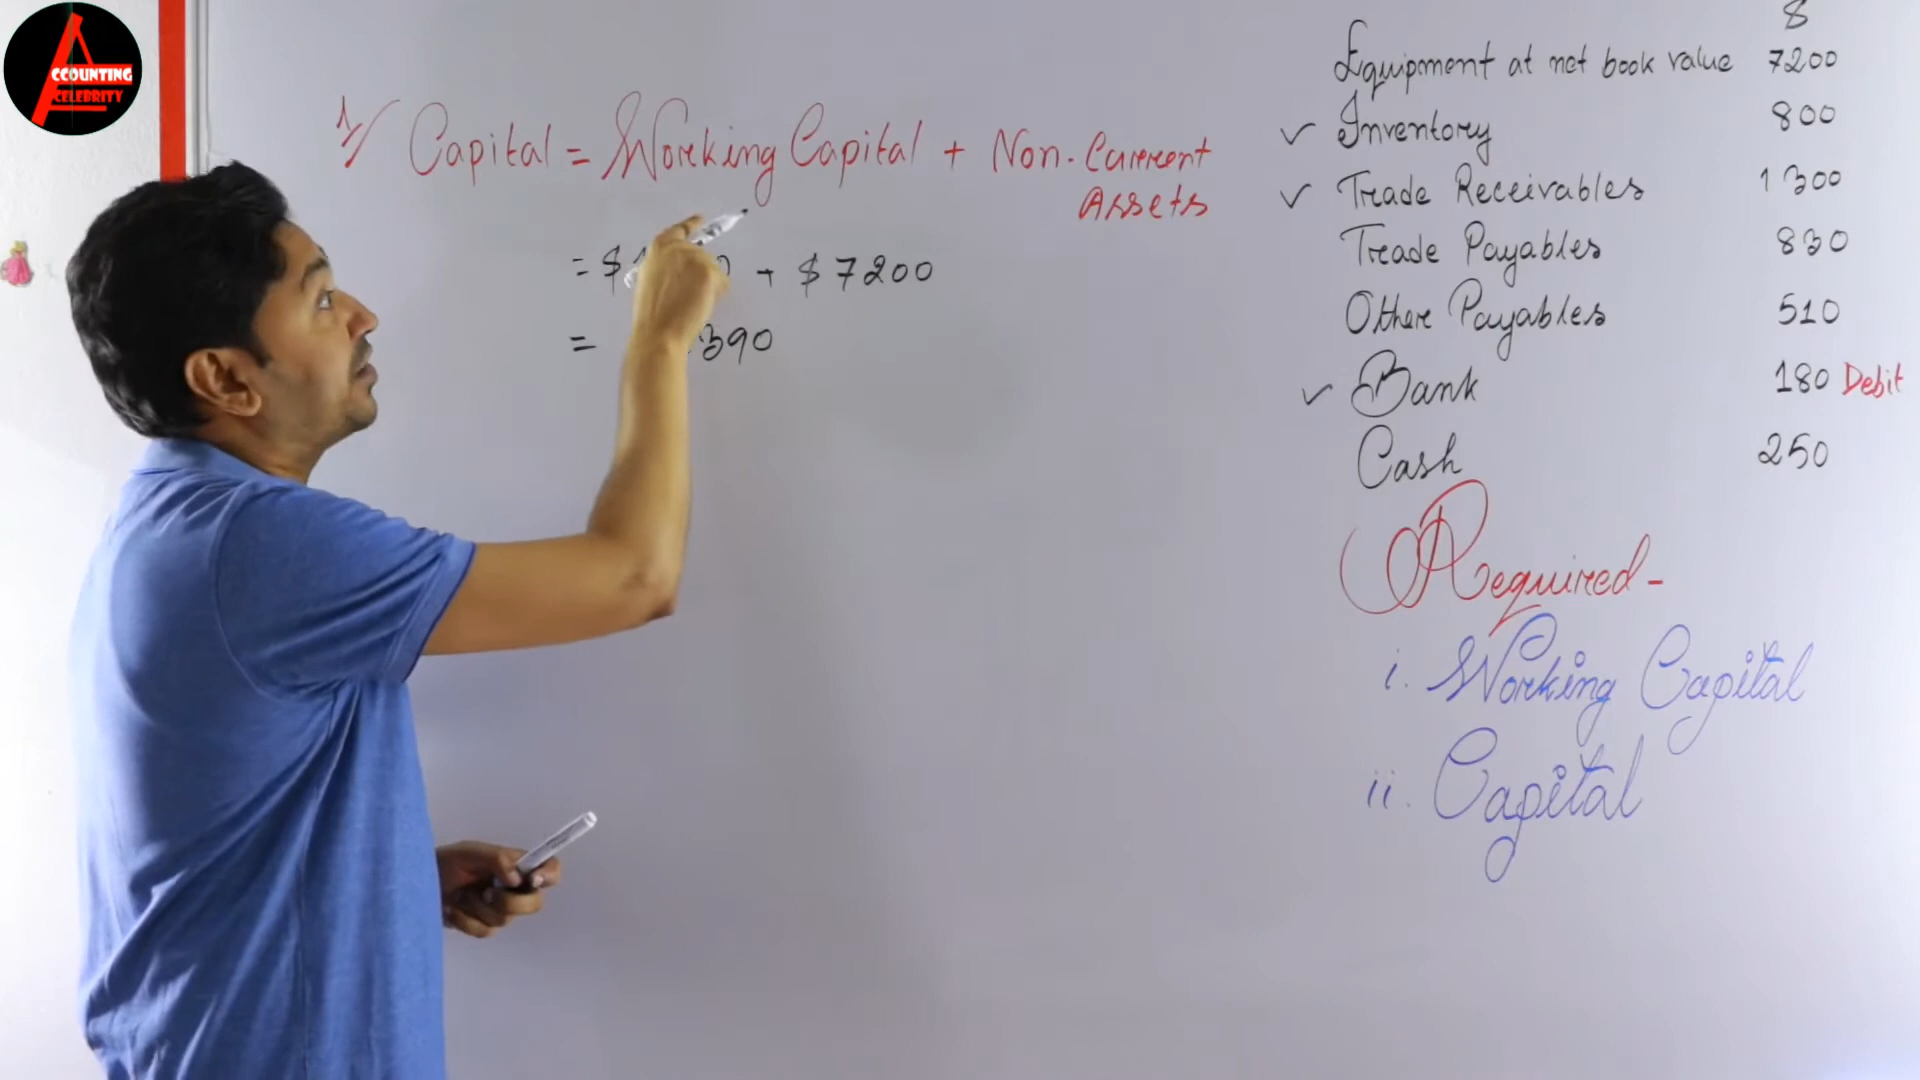 ACCOUNTING
CELEBRITY
1/ Capital = Working Capital + Non-Current
Assets
= $ + $ 7200
= 390
$
Equipment at net book value 7200
✓ Inventory 800
✓ Trade Receivables 1300
Trade Payables 830
Other Payables 510
✓ Bank 180 Debit
Cash 250
Required-
i. Working Capital
ii. Capital